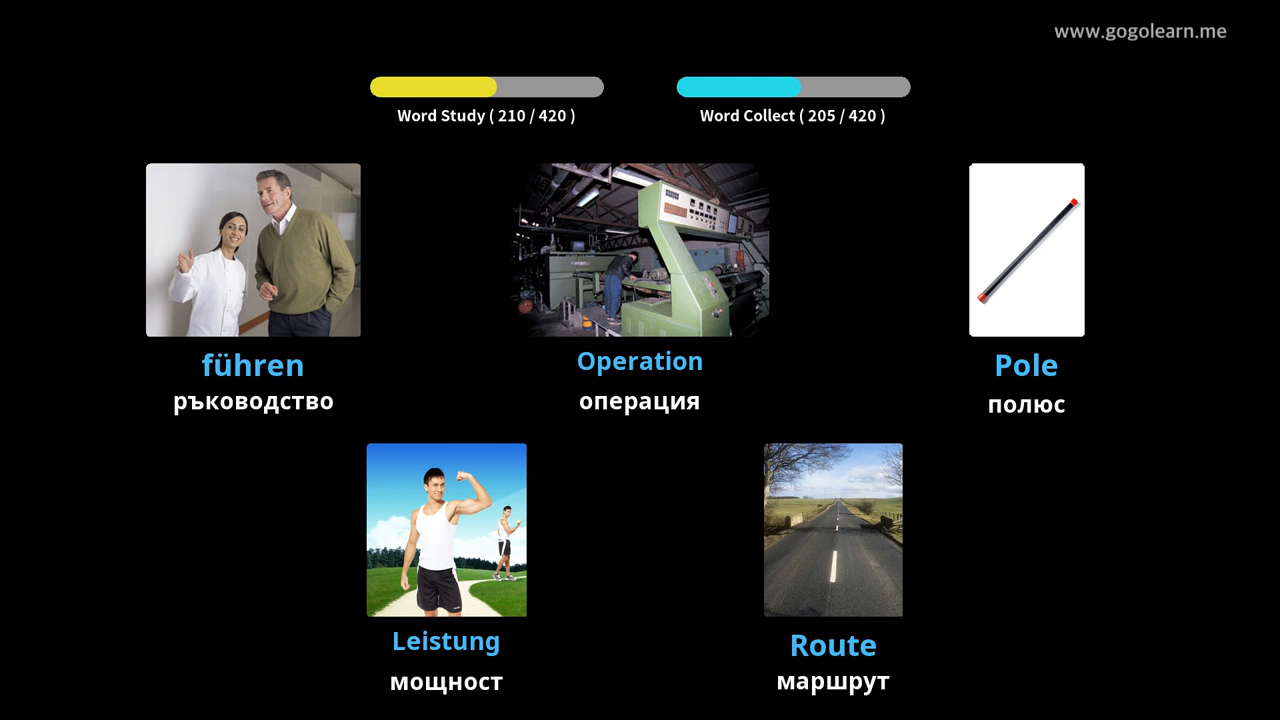 www.gogolearn.me
Word Study ( 210 / 420 )
Word Collect ( 205 / 420 )
führen
Operation
Pole
ръководство
операция
полюс
Leistung
Route
мощност
маршрут